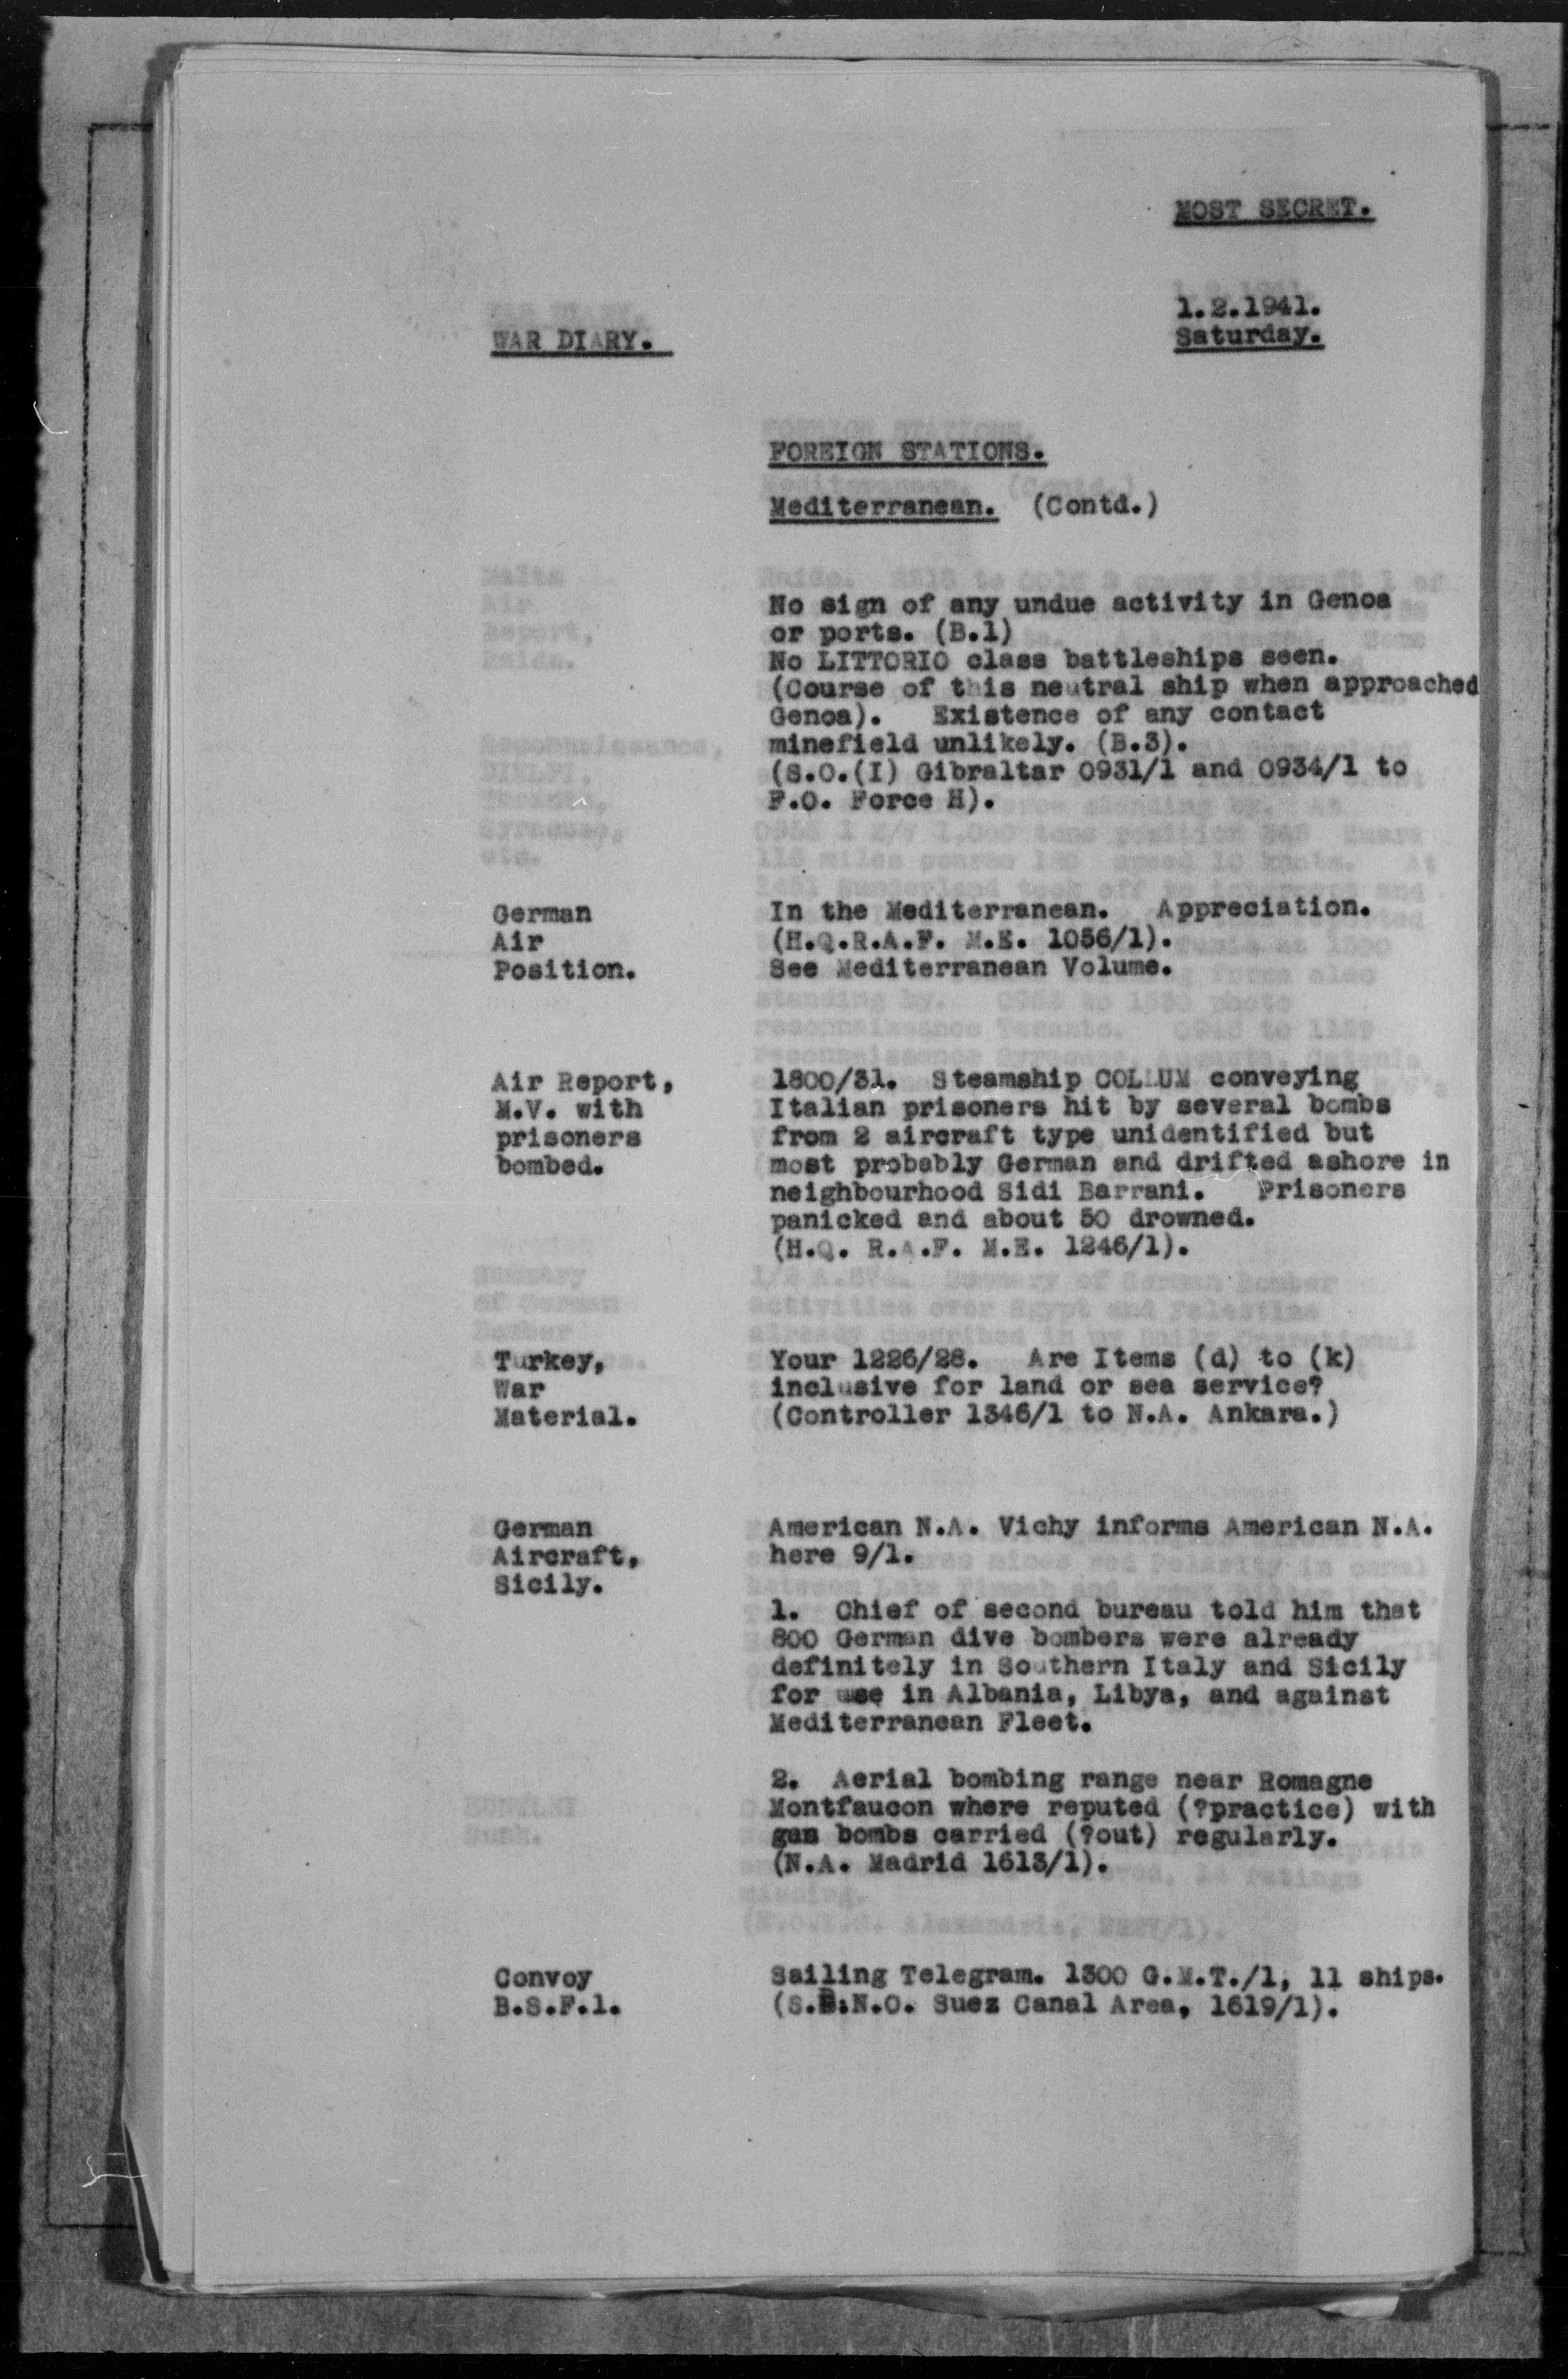 MOST SECRET.
1.2.1941.
Saturday.
WAR DIARY.
FOREIGN STATIONS.
Mediterranean. (Contd.)
No sign of any undue activity in Genoa
or ports. (B.1)
No LITTORIO class battleships seen.
(Course of this neutral ship when approached
Genoa). Existence of any contact
minefield unlikely. (B.3).
(S.O.(I) Gibraltar 0931/1 and 0934/1 to
F.O. Force H).
German
Air
Position.
In the Mediterranean. Appreciation.
(H.Q.R.A.F. M.E. 1056/1).
See Mediterranean Volume.
Air Report,
M.V. with
prisoners
bombed.
1800/31. Steamship COLLUM conveying
Italian prisoners hit by several bombs
from 2 aircraft type unidentified but
most probably German and drifted ashore in
neighbourhood Sidi Barrani. Prisoners
panicked and about 50 drowned.
(H.Q. R.A.F. M.E. 1246/1).
Turkey,
War
Material.
Your 1226/28. Are Items (d) to (k)
inclusive for land or sea service?
(Controller 1346/1 to N.A. Ankara.)
German
Aircraft,
Sicily.
American N.A. Vichy informs American N.A.
here 9/1.
1. Chief of second bureau told him that
800 German dive bombers were already
definitely in Southern Italy and Sicily
for use in Albania, Libya, and against
Mediterranean Fleet.
2. Aerial bombing range near Romagne
Montfaucon where reputed (?practice) with
gas bombs carried (?out) regularly.
(N.A. Madrid 1613/1).
Convoy
B.S.F.1.
Sailing Telegram. 1300 G.M.T./1, 11 ships.
(S.B.N.O. Suez Canal Area, 1619/1).